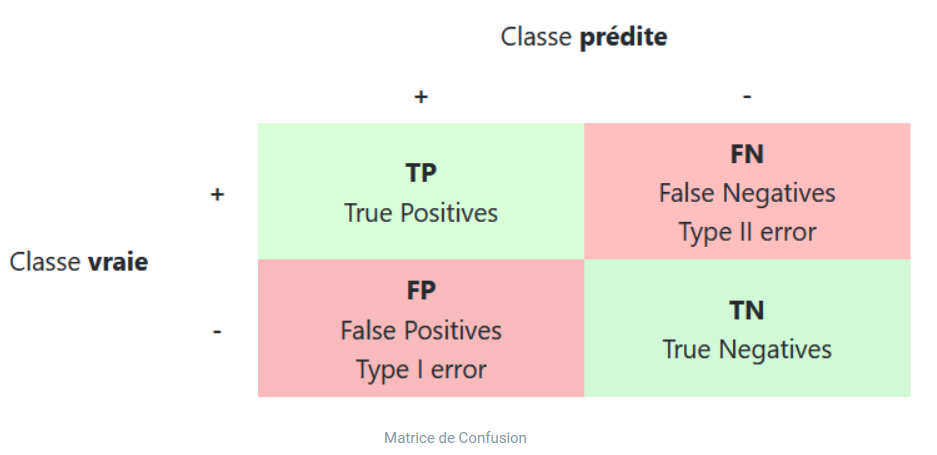 Classe prédite
+ -
TP
True Positives
FN
False Negatives
Type II error
+
Classe vraie
-
FP
False Positives
Type I error
TN
True Negatives
Matrice de Confusion